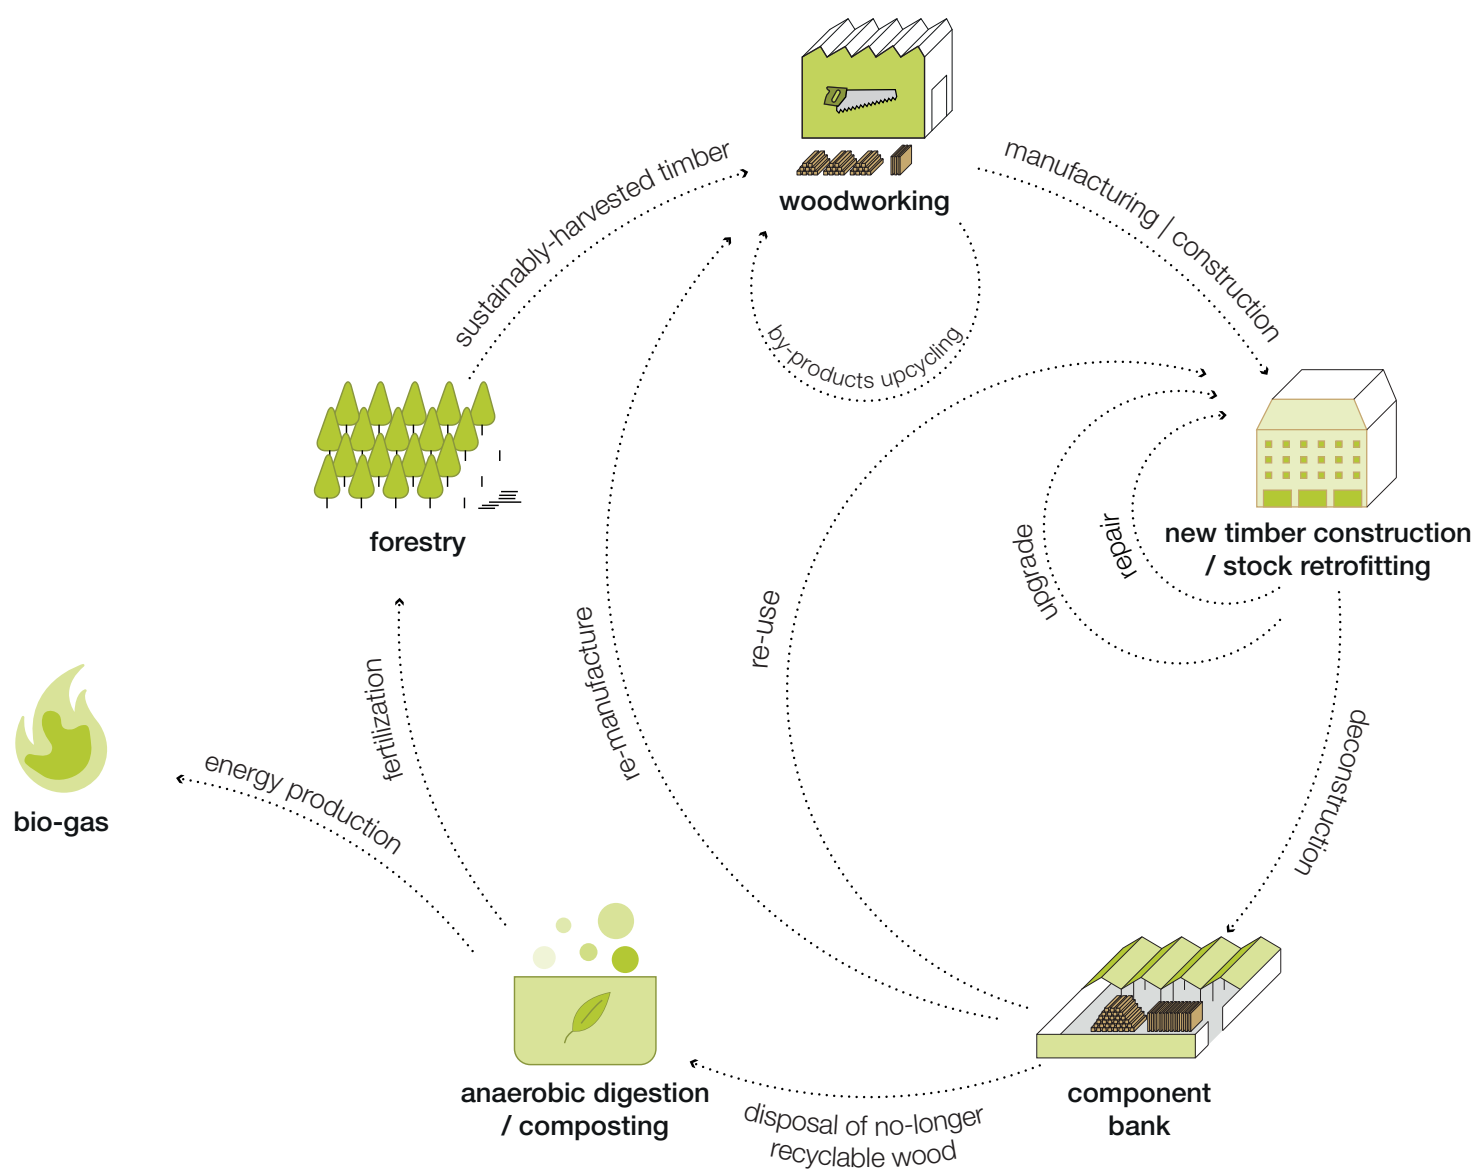 woodworking
sustainably-harvested timber
manufacturing | construction
by-products upcycling
forestry
new timber construction
/ stock retrofitting
upgrade
repair
re-use
re-manufacture
fertilization
deconstruction
energy production
bio-gas
anaerobic digestion
/ composting
component
bank
disposal of no-longer
recyclable wood